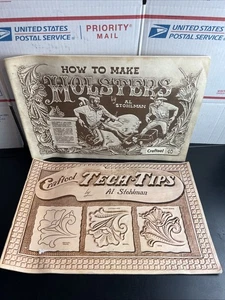 UNITED STATES
POSTAL SERVICE®
PRIORITY®
MAIL
UNITED STATES
POSTAL SERVICE
HOW TO MAKE
HOLSTERS
BY
AL STOHLMAN
Craftool
Craftool TECH-TIPS
by
Al Stohlman